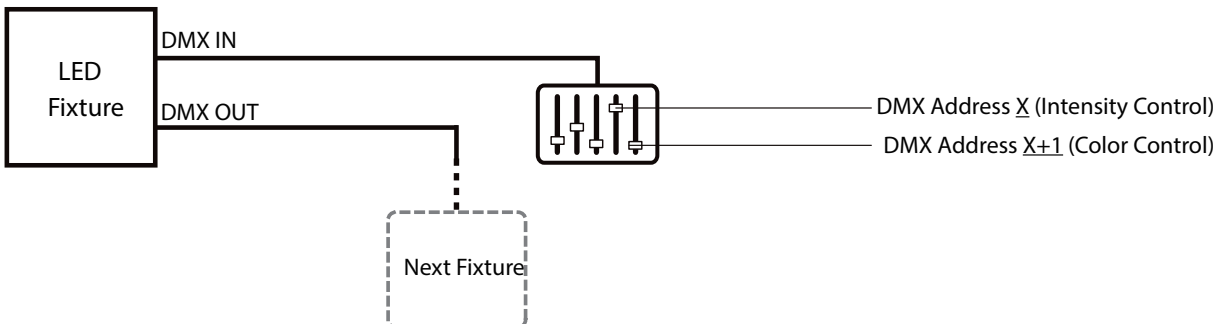 DMX IN
LED
Fixture
DMX OUT
DMX Address X (Intensity Control)
DMX Address X+1 (Color Control)
Next Fixture